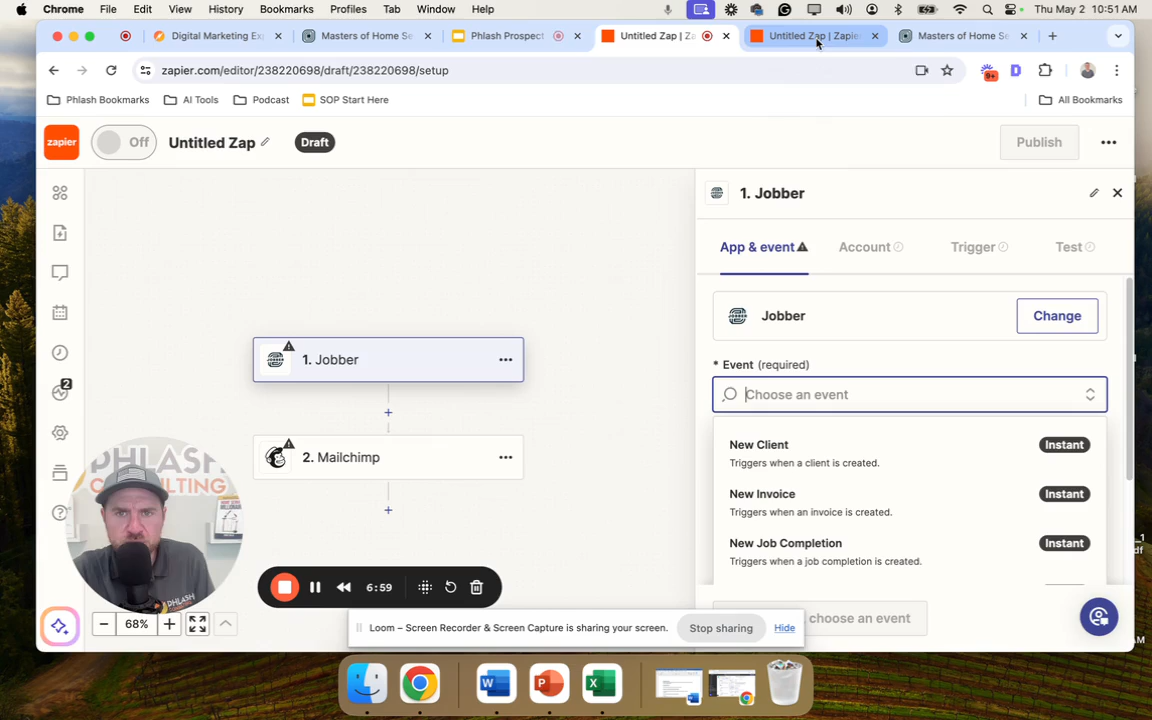 Chrome File Edit View History Bookmarks Profiles Tab Window Help Thu May 2 10:51 AM
Digital Marketing Ex
Masters of Home Se
Phlash Prospect
Untitled Zap | Z
Untitled Zap | Zapier
Masters of Home Se
zapier.com/editor/238220698/draft/238220698/setup
9+
Phlash Bookmarks AI Tools Podcast SOP Start Here All Bookmarks
zapier Off Untitled Zap Draft Publish
1. Jobber
App & event Account Trigger Test
Jobber Change
* Event (required)
Choose an event
New Client Instant
Triggers when a client is created.
New Invoice Instant
Triggers when an invoice is created.
New Job Completion Instant
Triggers when a job completion is created.
choose an event
1. Jobber
2. Mailchimp
2
PHLASH
CONSULTING
6:59
68%
Loom – Screen Recorder & Screen Capture is sharing your screen. Stop sharing Hide